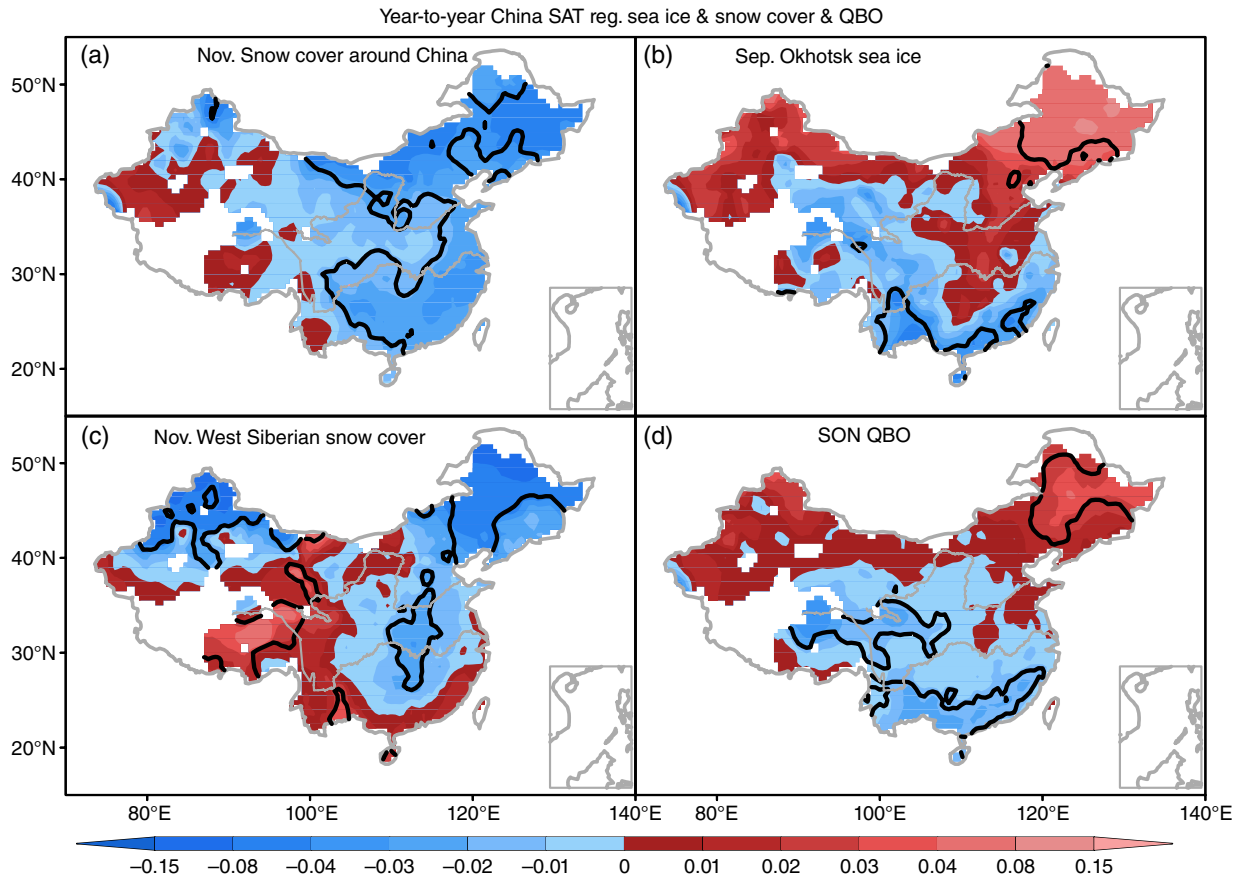 Year-to-year China SAT reg. sea ice & snow cover & QBO
(a) Nov. Snow cover around China
(b) Sep. Okhotsk sea ice
50°N
40°N
30°N
20°N
(c) Nov. West Siberian snow cover
(d) SON QBO
50°N
40°N
30°N
20°N
80°E 100°E 120°E 140°E 80°E 100°E 120°E 140°E
−0.15 −0.08 −0.04 −0.03 −0.02 −0.01 0 0.01 0.02 0.03 0.04 0.08 0.15